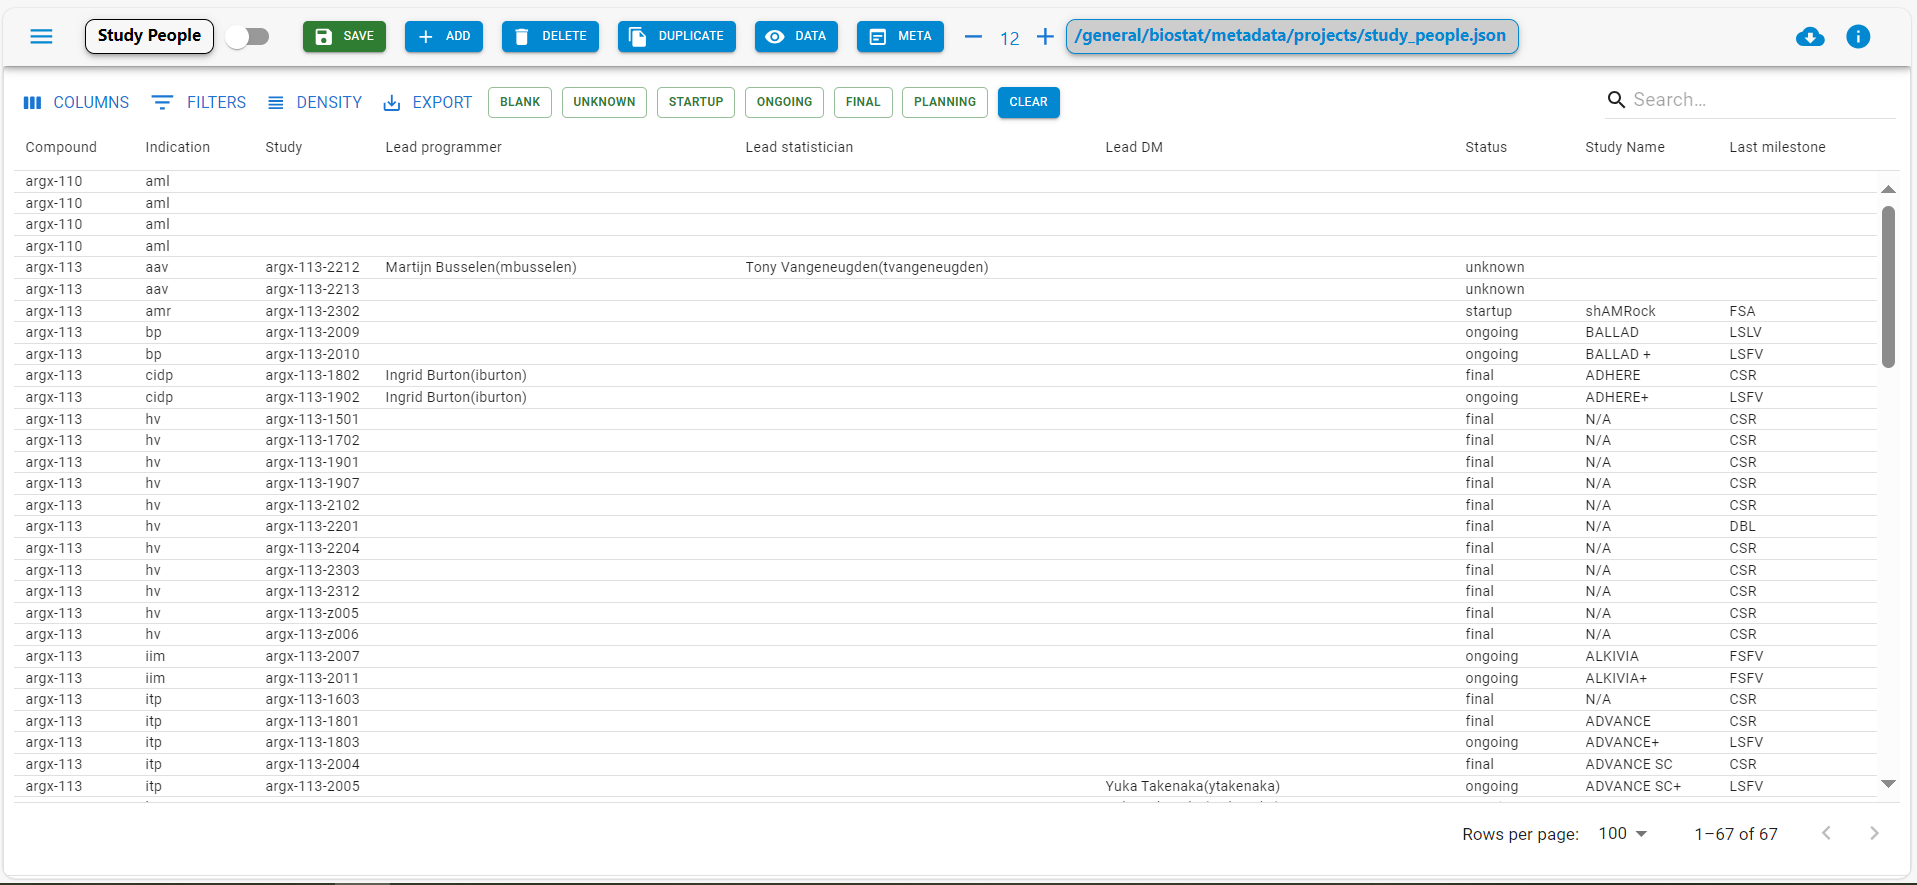 Study People SAVE ADD DELETE DUPLICATE DATA META 12 /general/biostat/metadata/projects/study_people.json
COLUMNS FILTERS DENSITY EXPORT BLANK UNKNOWN STARTUP ONGOING FINAL PLANNING CLEAR Search...
Compound Indication Study Lead programmer Lead statistician Lead DM Status Study Name Last milestone
argx-110 aml
argx-110 aml
argx-110 aml
argx-110 aml
argx-113 aav argx-113-2212 Martijn Busselen(mbusselen) Tony Vangeneugden(tvangeneugden) unknown
argx-113 aav argx-113-2213 unknown
argx-113 amr argx-113-2302 startup shAMRock FSA
argx-113 bp argx-113-2009 ongoing BALLAD LSLV
argx-113 bp argx-113-2010 ongoing BALLAD + LSFV
argx-113 cidp argx-113-1802 Ingrid Burton(iburton) final ADHERE CSR
argx-113 cidp argx-113-1902 Ingrid Burton(iburton) ongoing ADHERE+ LSFV
argx-113 hv argx-113-1501 final N/A CSR
argx-113 hv argx-113-1702 final N/A CSR
argx-113 hv argx-113-1901 final N/A CSR
argx-113 hv argx-113-1907 final N/A CSR
argx-113 hv argx-113-2102 final N/A CSR
argx-113 hv argx-113-2201 final N/A DBL
argx-113 hv argx-113-2204 final N/A CSR
argx-113 hv argx-113-2303 final N/A CSR
argx-113 hv argx-113-2312 final N/A CSR
argx-113 hv argx-113-z005 final N/A CSR
argx-113 hv argx-113-z006 final N/A CSR
argx-113 iim argx-113-2007 ongoing ALKIVIA FSFV
argx-113 iim argx-113-2011 ongoing ALKIVIA+ FSFV
argx-113 itp argx-113-1603 final N/A CSR
argx-113 itp argx-113-1801 final ADVANCE CSR
argx-113 itp argx-113-1803 ongoing ADVANCE+ LSFV
argx-113 itp argx-113-2004 final ADVANCE SC CSR
argx-113 itp argx-113-2005 Yuka Takenaka(ytakenaka) ongoing ADVANCE SC+ LSFV
Rows per page: 100 1–67 of 67